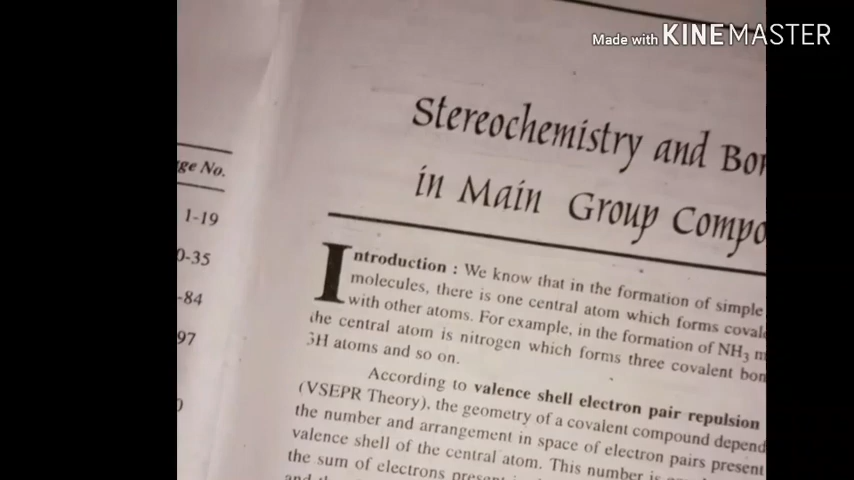 Made with KINEMASTER
ge No.
1-19
0-35
-84
97
Stereochemistry and Bon
in Main Group Compo
Introduction : We know that in the formation of simple
molecules, there is one central atom which forms coval
with other atoms. For example, in the formation of NH3 m
the central atom is nitrogen which forms three covalent bon
3H atoms and so on.
According to valence shell electron pair repulsion
(VSEPR Theory), the geometry of a covalent compound depend
the number and arrangement in space of electron pairs present
valence shell of the central atom. This number is
the sum of electrons present